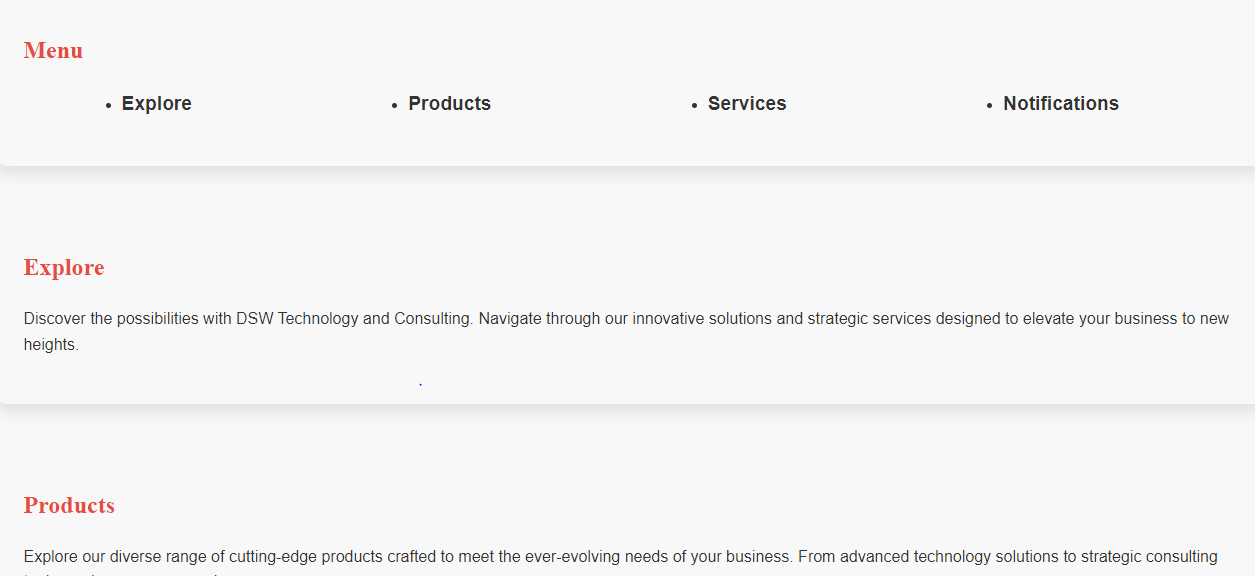 Menu
Explore
Products
Services
Notifications
Explore
Discover the possibilities with DSW Technology and Consulting. Navigate through our innovative solutions and strategic services designed to elevate your business to new
heights.
Products
Explore our diverse range of cutting-edge products crafted to meet the ever-evolving needs of your business. From advanced technology solutions to strategic consulting